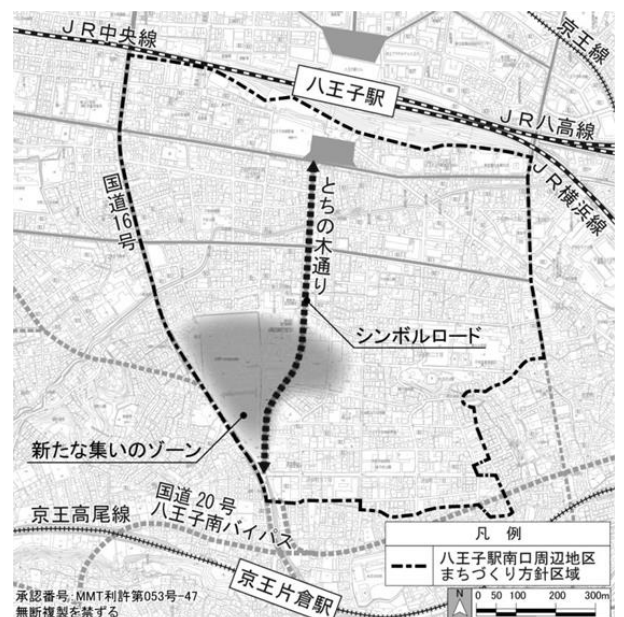 JR中央線
京王線
八王子駅
JR八高線
JR横浜線
国道16号
とちの木通り
シンボルロード
新たな集いのゾーン
国道20号
八王子南バイパス
京王高尾線
京王片倉駅
凡 例
八王子駅南口周辺地区
まちづくり方針区域
承認番号:MMT利許第053号-47
無断複製を禁ずる
N
0 50 100 200 300m